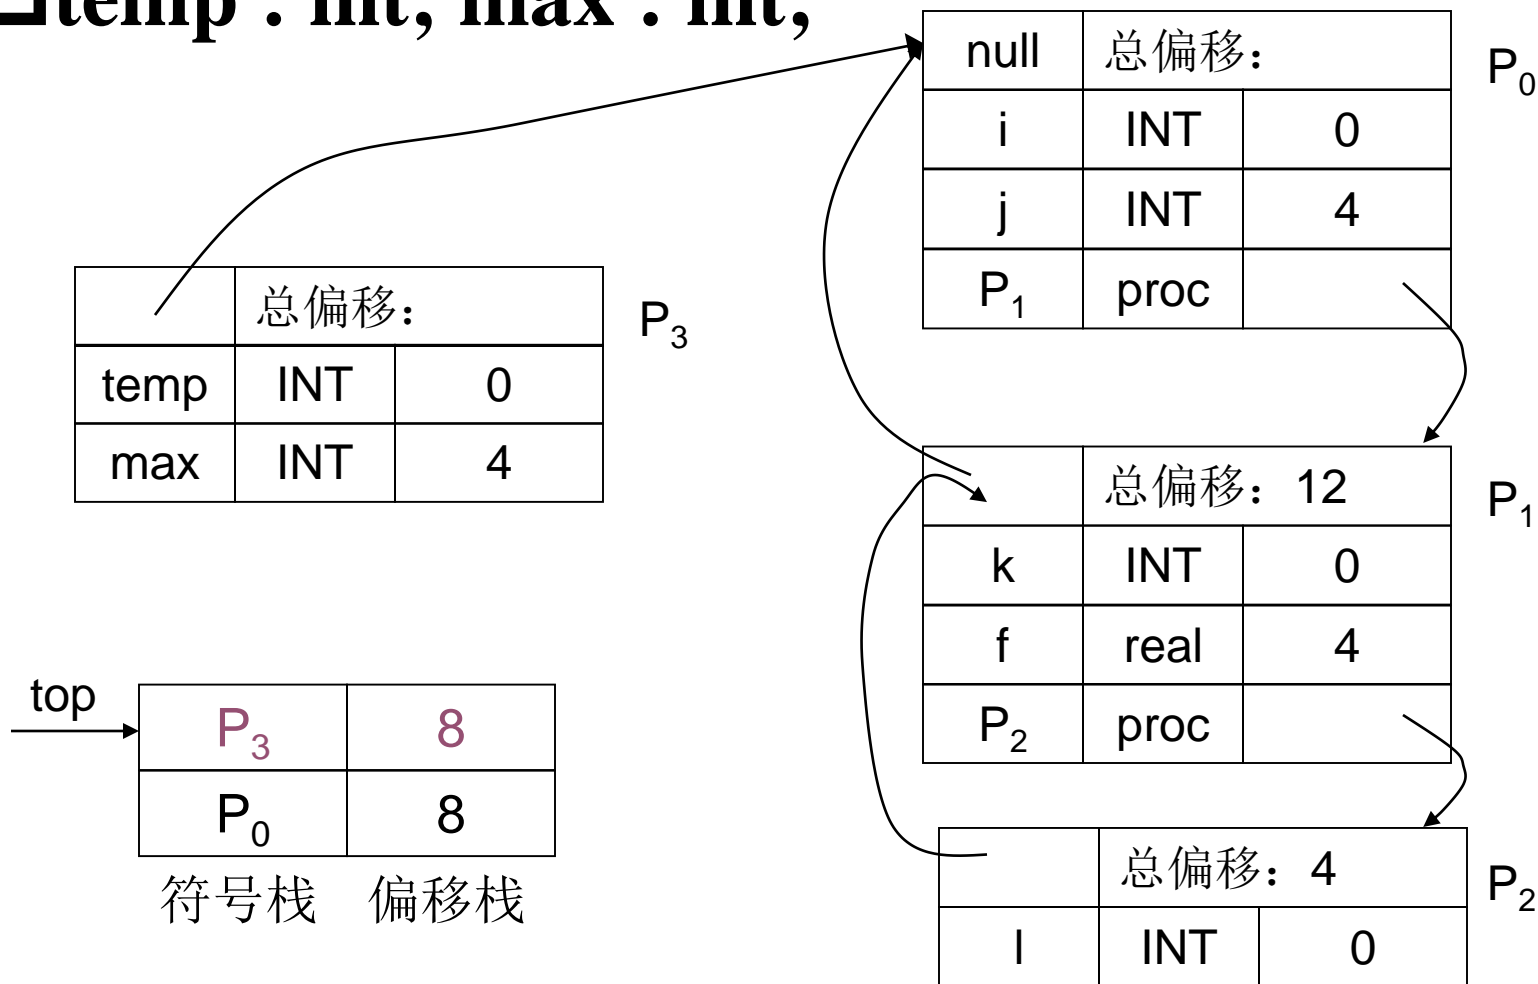 temp : int; max : int;
null 总偏移： P0
i INT 0
j INT 4
P1 proc
总偏移： P3
temp INT 0
max INT 4
总偏移：12 P1
k INT 0
f real 4
P2 proc
top
P3 8
P0 8
符号栈 偏移栈
总偏移：4 P2
l INT 0